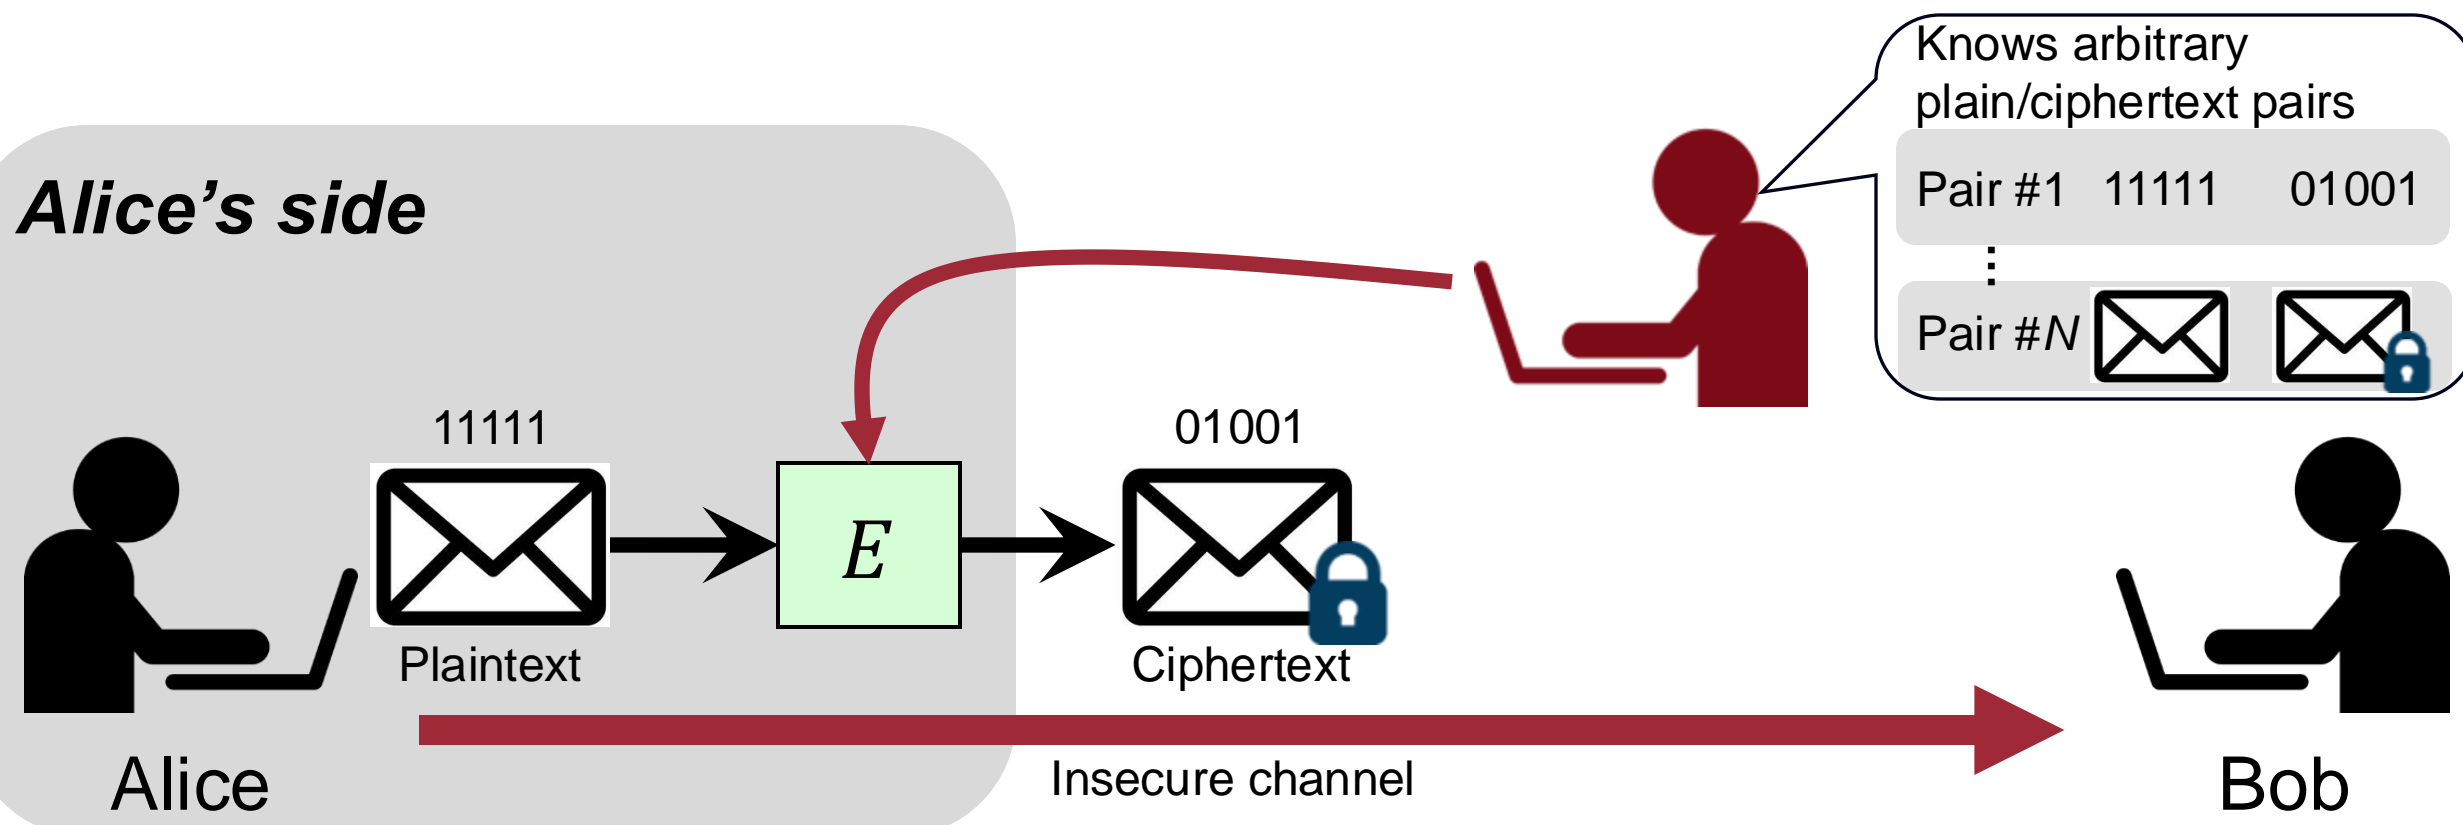 Knows arbitrary
plain/ciphertext pairs
Pair #1 11111 01001
⋮
Pair #N
Alice’s side
11111
01001
E
Plaintext
Ciphertext
Insecure channel
Alice
Bob